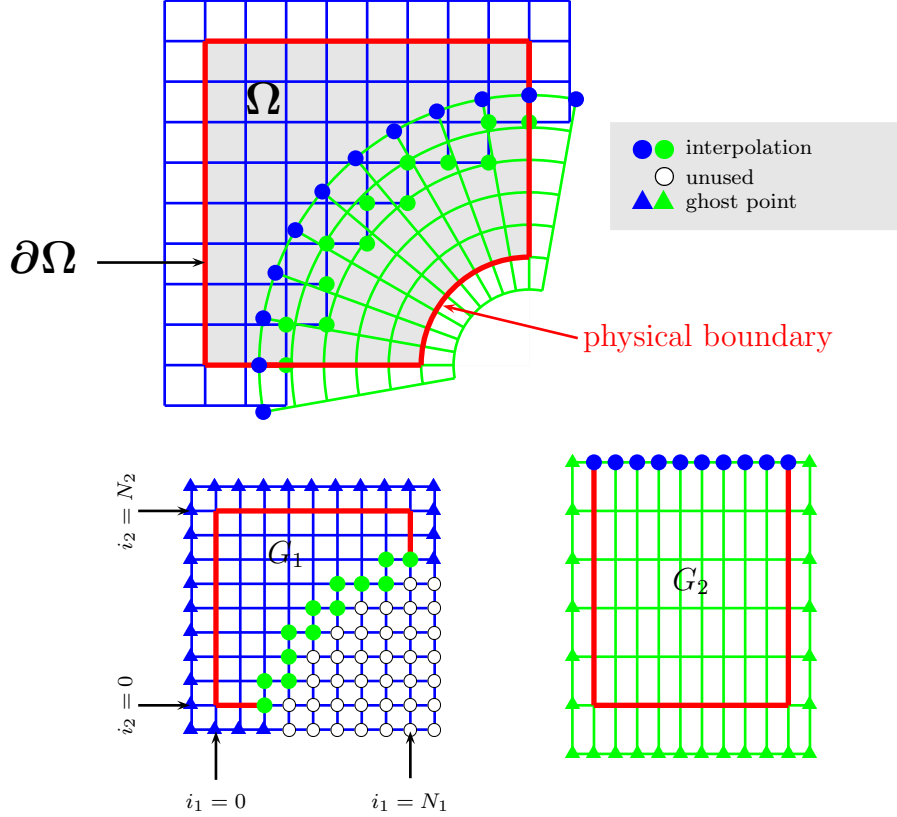 Ω
interpolation
unused
ghost point
∂Ω
physical boundary
i₂ = N₂
G₁
G₂
i₂ = 0
i₁ = 0
i₁ = N₁